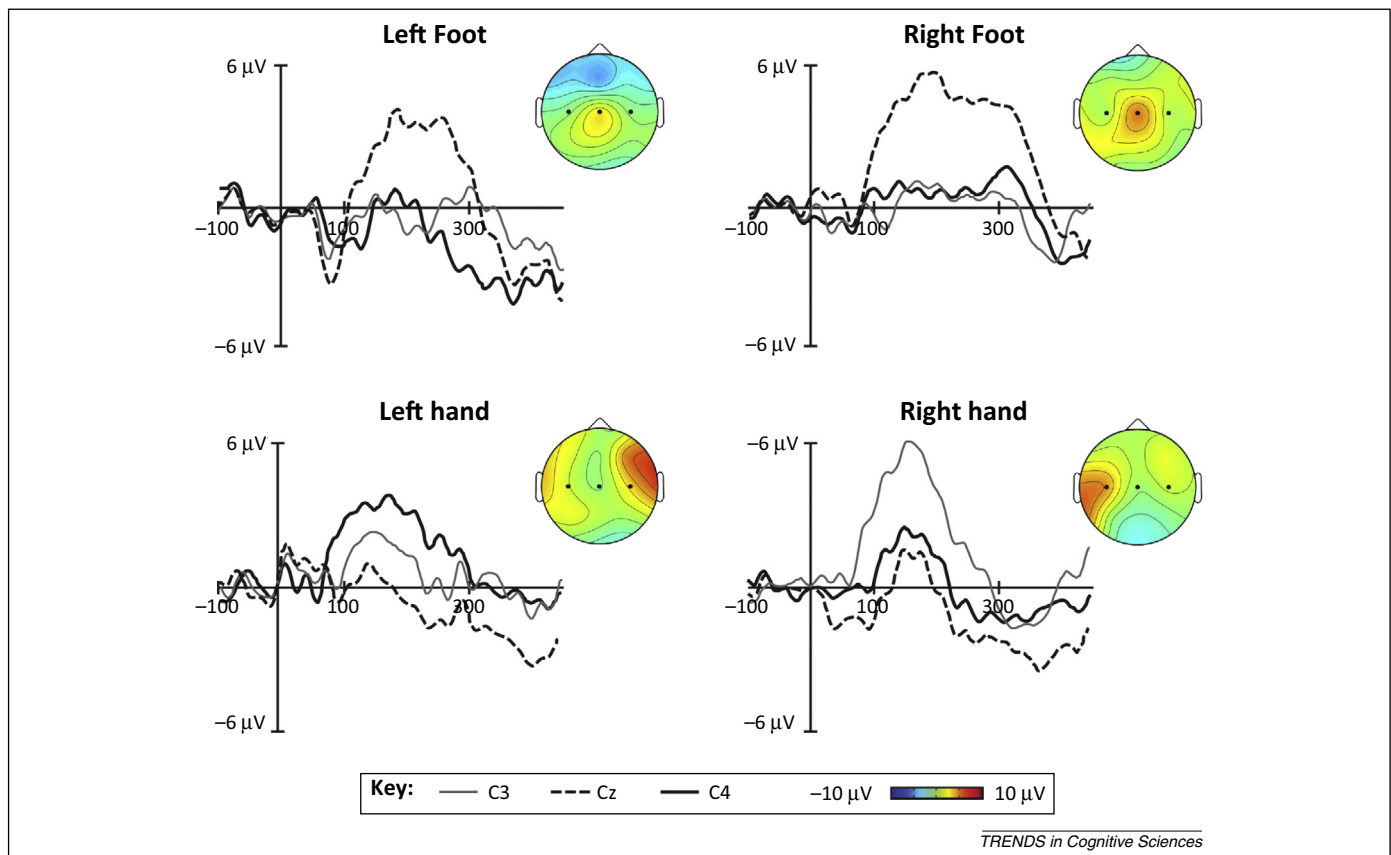 Left Foot
Right Foot
6 µV
6 µV
–100
100
300
–100
100
300
–6 µV
–6 µV
Left hand
Right hand
6 µV
–6 µV
–100
100
300
–100
100
300
–6 µV
–6 µV
Key: C3 Cz C4 –10 µV 10 µV
TRENDS in Cognitive Sciences